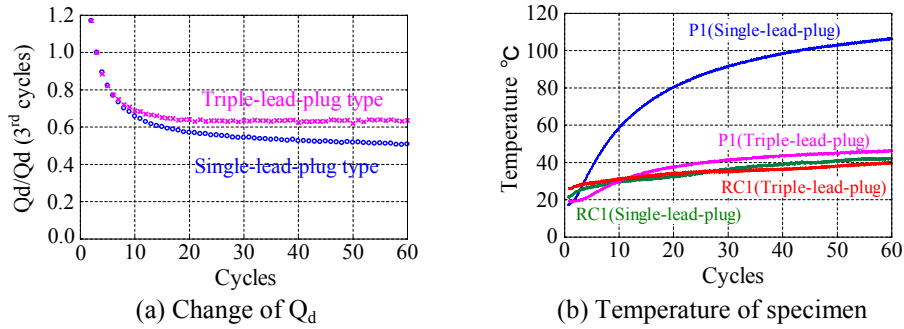 1.2
1.0
0.8
0.6
0.4
0.2
0.0
Qd/Qd (3rd cycles)
Triple-lead-plug type
Single-lead-plug type
0 10 20 30 40 50 60
Cycles
(a) Change of Qd
120
100
80
60
40
20
0
Temperature ℃
P1(Single-lead-plug)
P1(Triple-lead-plug)
RC1(Triple-lead-plug)
RC1(Single-lead-plug)
0 10 20 30 40 50 60
Cycles
(b) Temperature of specimen